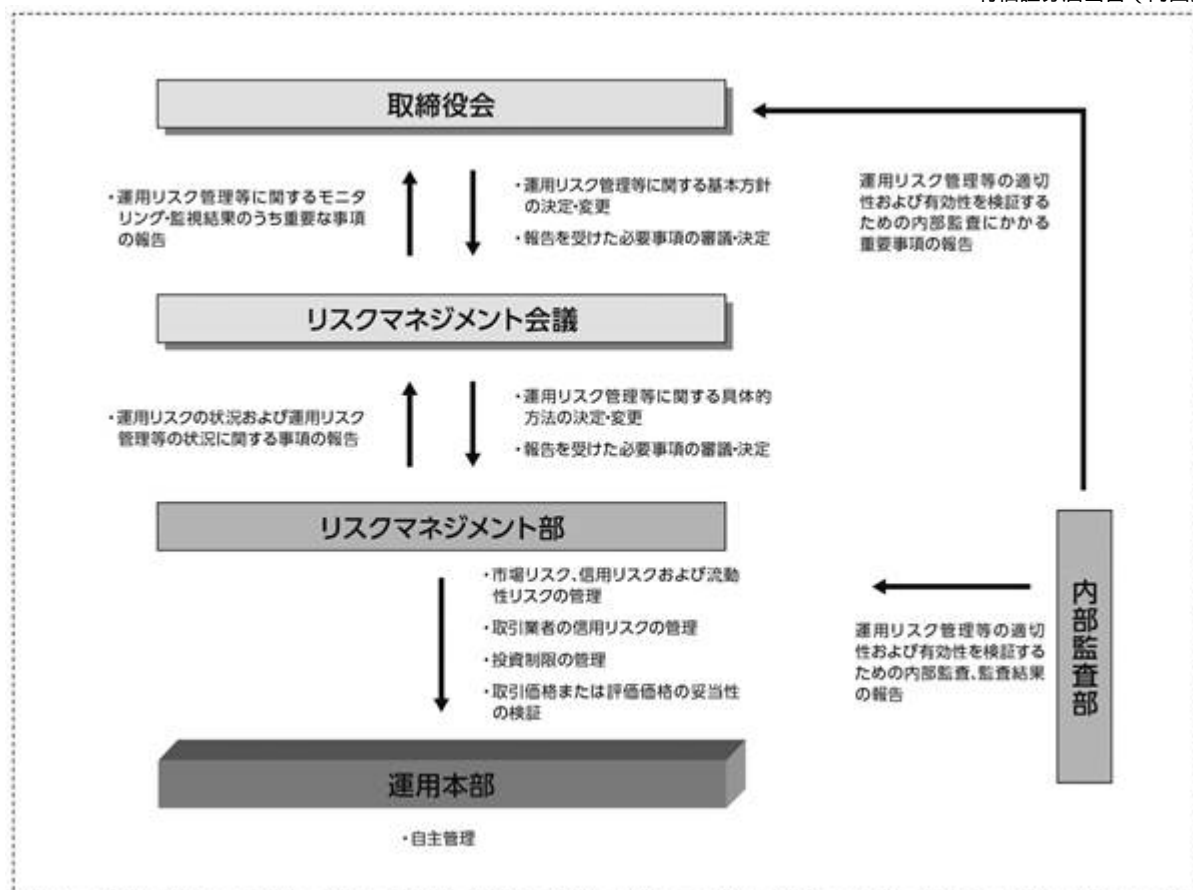 取締役会
・運用リスク管理等に関するモニタ
リング・監視結果のうち重要な事項
の報告
・運用リスク管理等に関する基本方針
の決定・変更
・報告を受けた必要事項の審議・決定
運用リスク管理等の適切
性および有効性を検証する
ための内部監査にかかる
重要事項の報告
リスクマネジメント会議
・運用リスクの状況および運用リスク
管理等の状況に関する事項の報告
・運用リスク管理等に関する具体的
方法の決定・変更
・報告を受けた必要事項の審議・決定
リスクマネジメント部
・市場リスク、信用リスクおよび流動
性リスクの管理
・取引業者の信用リスクの管理
・投資制限の管理
・取引価格または評価価格の妥当性
の検証
運用リスク管理等の適切
性および有効性を検証する
ための内部監査、監査結果
の報告
内部監査部
運用本部
・自主管理